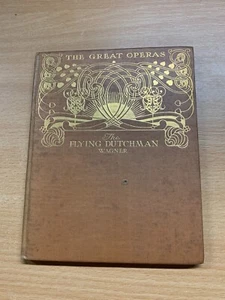 THE GREAT OPERAS
The
FLYING DUTCHMAN
WAGNER